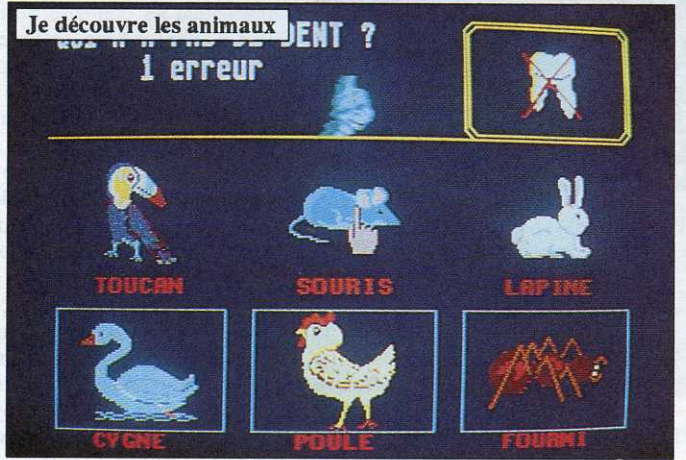 Je découvre les animaux
DENT ?
1 erreur
TOUCAN SOURIS LAPINE
CYGNE POULE FOURMI